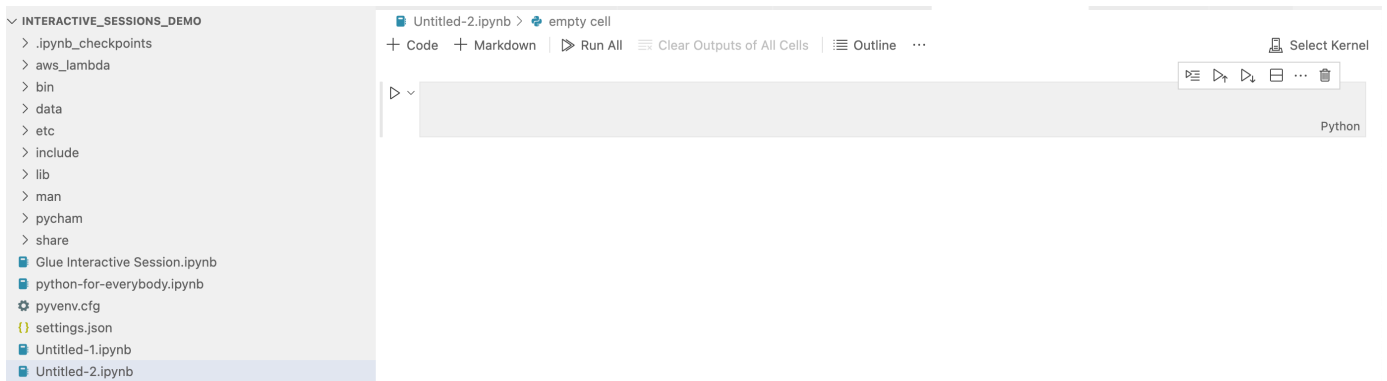 INTERACTIVE_SESSIONS_DEMO
.ipynb_checkpoints
aws_lambda
bin
data
etc
include
lib
man
pycham
share
Glue Interactive Session.ipynb
python-for-everybody.ipynb
pyvenv.cfg
{} settings.json
Untitled-1.ipynb
Untitled-2.ipynb
Untitled-2.ipynb > empty cell
+ Code + Markdown Run All Clear Outputs of All Cells Outline ··· Select Kernel
···
Python